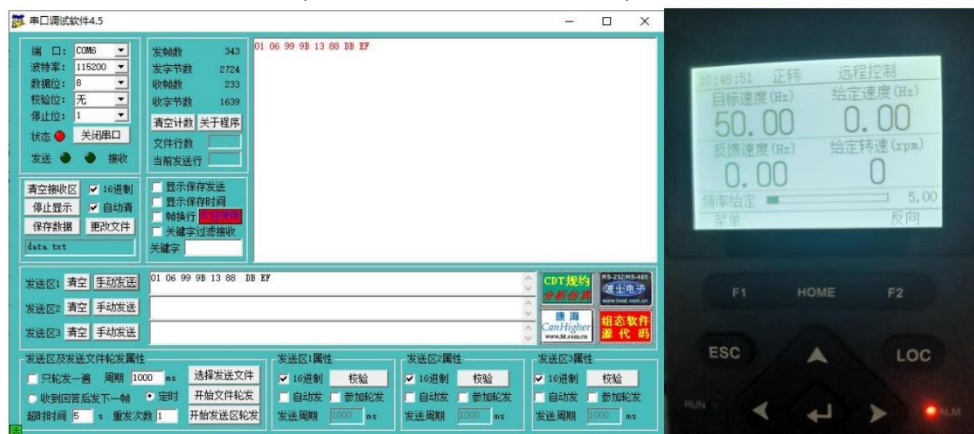 串口调试软件4.5
端 口: COM6
波特率: 115200
数据位: 8
校验位: 无
停止位: 1
状态 关闭串口
发送 接收
发帧数 343
发字节数 2724
收帧数 233
收字节数 1639
清空计数 关于程序
文件行数
当前发送行
01 06 99 9B 13 88 DB EF
清空接收区 16进制
停止显示 自动清
保存数据 更改文件
data.txt
显示保存发送
显示保存时间
帧换行
关键字过滤接收
关键字
发送区1 清空 手动发送 01 06 99 9B 13 88 DB EF
发送区2 清空 手动发送
发送区3 清空 手动发送
CDT规约
RS-232/RS-485
波士电子
捷海
CanHigher
组态软件
源代码
发送区及发送文件轮发属性
只轮发一遍 周期 1000 ms 选择发送文件
收到回答后发下一帧 定时 开始文件轮发
超时时间 5 s 重发次数 1 开始发送区轮发
发送区1属性
16进制 校验
自动发 参加轮发
发送周期 1000 ms
发送区2属性
16进制 校验
自动发 参加轮发
发送周期 1000 ms
发送区3属性
16进制 校验
自动发 参加轮发
发送周期 1000 ms
10:48:51 正转 远程控制
目标速度(Hz) 给定速度(Hz)
50.00 0.00
反馈速度(Hz) 给定转速(rpm)
0.00 0
频率给定 5.00
菜单 反向
F1 HOME F2
ESC LOC
RUN ALM